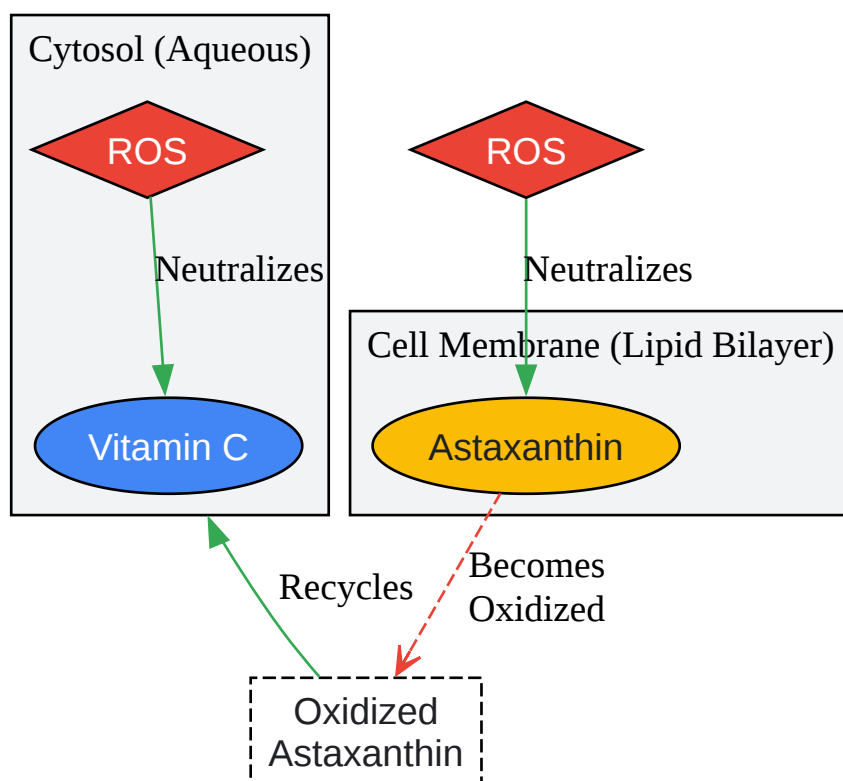 Cytosol (Aqueous)
ROS
ROS
Neutralizes
Neutralizes
Cell Membrane (Lipid Bilayer)
Vitamin C
Astaxanthin
Recycles
Becomes
Oxidized
Oxidized
Astaxanthin